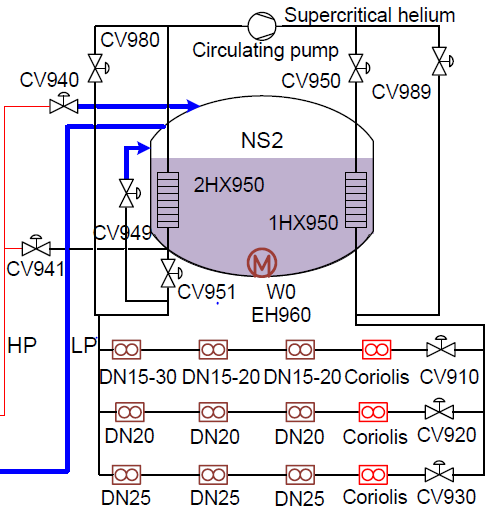 Supercritical helium
CV980
Circulating pump
CV940
CV950
CV989
NS2
2HX950
1HX950
CV949
M
CV941
CV951
W0
EH960
HP
LP
DN15-30 DN15-20 DN15-20 Coriolis CV910
DN20 DN20 DN20 Coriolis CV920
DN25 DN25 DN25 Coriolis CV930